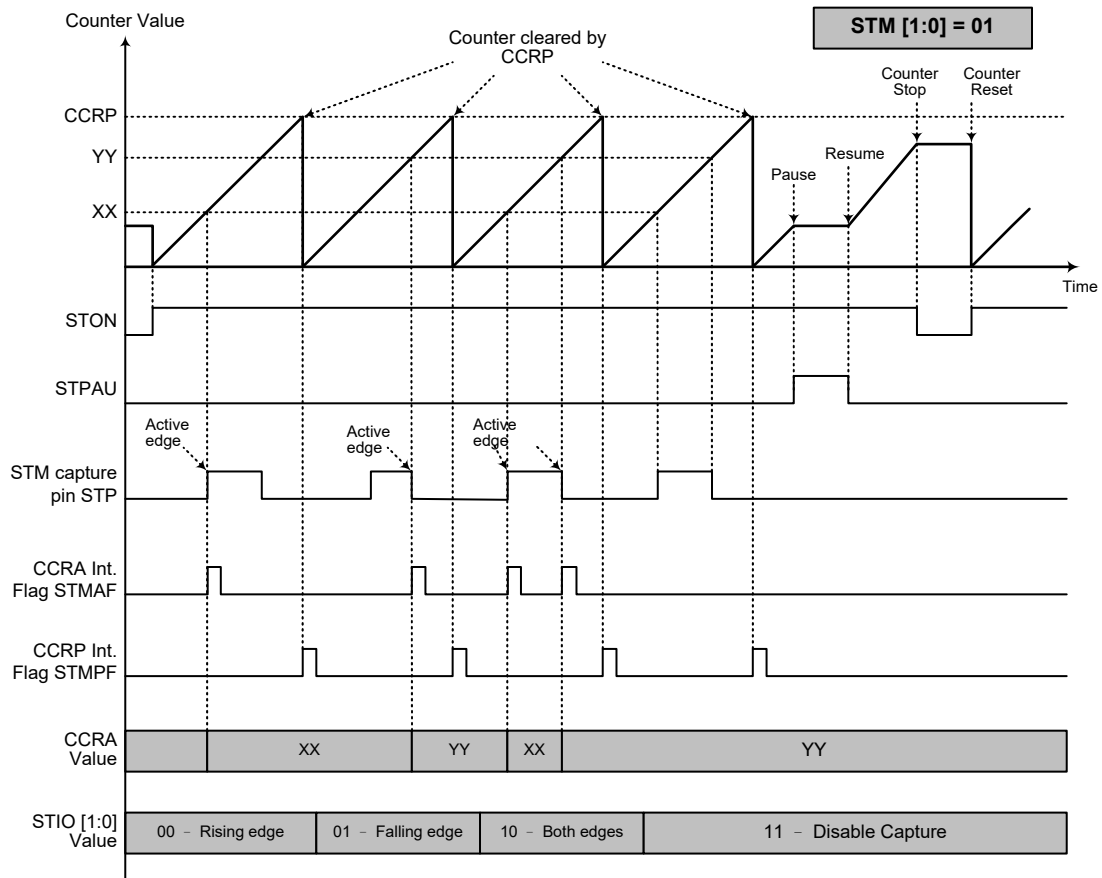 Counter Value
STM [1:0] = 01
Counter cleared by
CCRP
Counter
Stop
Counter
Reset
CCRP
YY
Pause
Resume
XX
Time
STON
STPAU
Active
edge
Active
edge
Active
edge
STM capture
pin STP
CCRA Int.
Flag STMAF
CCRP Int.
Flag STMPF
CCRA
Value
XX
YY
XX
YY
STIO [1:0]
Value
00 – Rising edge
01 – Falling edge
10 – Both edges
11 – Disable Capture